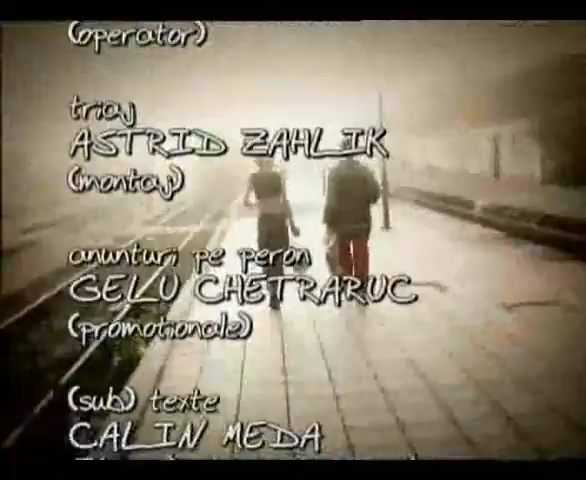 (operator)
triaj
ASTRID ZAHLIK
(montaj)
anunturi pe peron
GELU CHETRARUC
(promotionale)
(sub) texte
CALIN MEDA